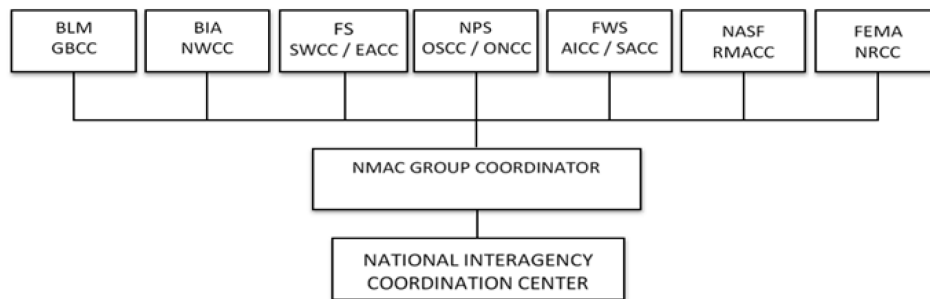 BLM
GBCC
BIA
NWCC
FS
SWCC / EACC
NPS
OSCC / ONCC
FWS
AICC / SACC
NASF
RMACC
FEMA
NRCC
NMAC GROUP COORDINATOR
NATIONAL INTERAGENCY
COORDINATION CENTER